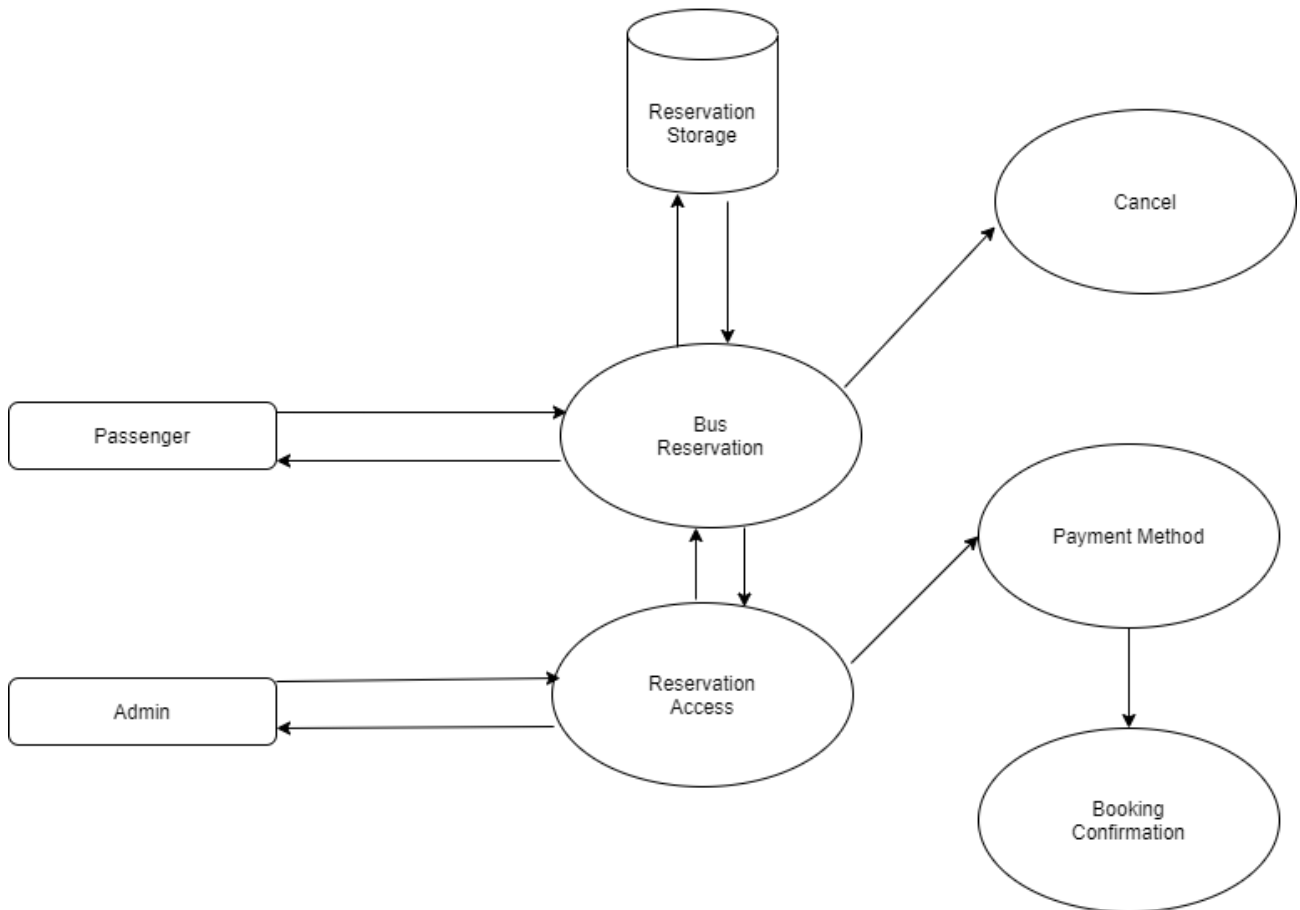 Reservation
Storage
Cancel
Passenger
Bus
Reservation
Payment Method
Admin
Reservation
Access
Booking
Confirmation